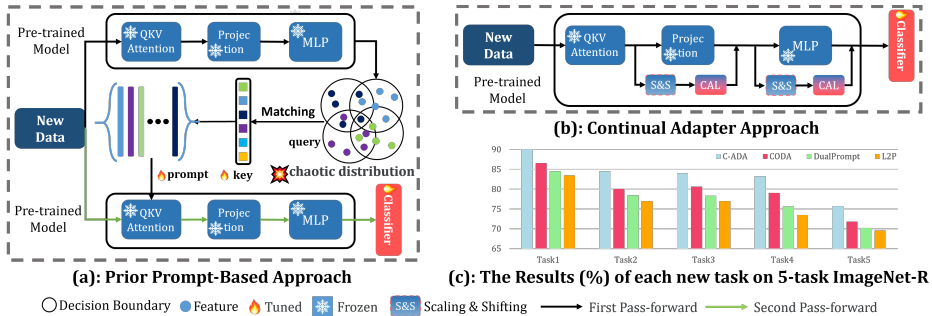 Pre-trained
Model
QKV
Attention
Projec
tion
MLP
New
Data
Matching
query
prompt
key
chaotic distribution
Pre-trained
Model
QKV
Attention
Projec
tion
MLP
Classifier
(a): Prior Prompt-Based Approach
New
Data
Pre-trained
Model
QKV
Attention
Projec
tion
MLP
S&S
CAL
S&S
CAL
Classifier
(b): Continual Adapter Approach
90
85
80
75
70
65
C-ADA CODA DualPrompt L2P
Task1 Task2 Task3 Task4 Task5
(c): The Results (%) of each new task on 5-task ImageNet-R
Decision Boundary Feature Tuned Frozen S&S Scaling & Shifting First Pass-forward Second Pass-forward